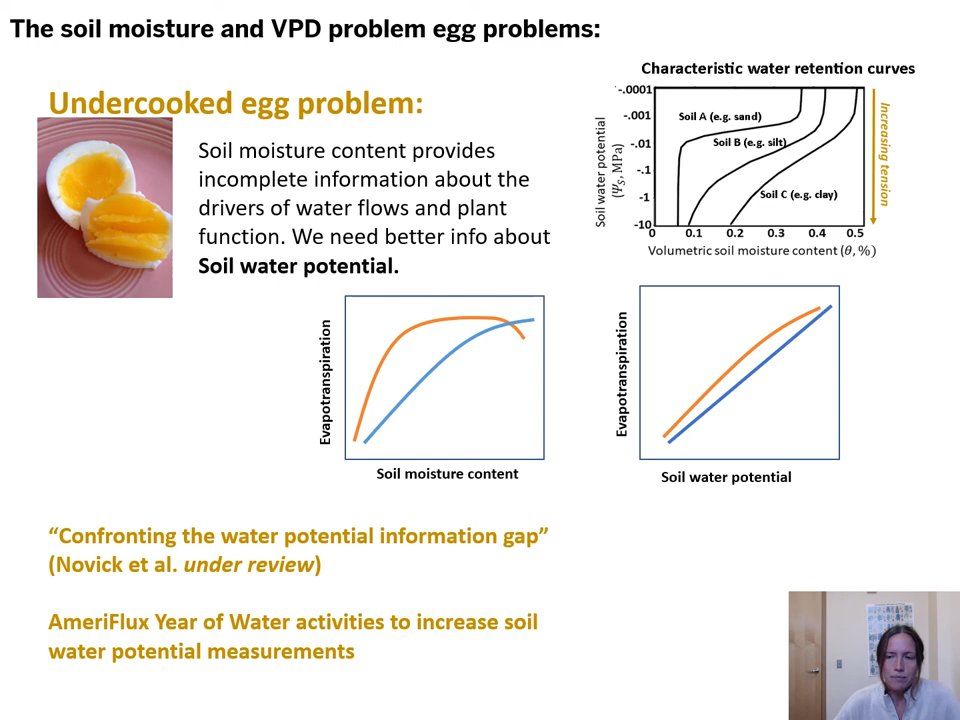 The soil moisture and VPD problem egg problems:
Undercooked egg problem:
Soil moisture content provides
incomplete information about the
drivers of water flows and plant
function. We need better info about
Soil water potential.
Characteristic water retention curves
Soil water potential
(Ψs, MPa)
-.0001
-.001
-.01
-.1
-1
-10
Soil A (e.g. sand)
Soil B (e.g. silt)
Soil C (e.g. clay)
0 0.1 0.2 0.3 0.4 0.5
Volumetric soil moisture content (θ, %)
Increasing tension
Evapotranspiration
Soil moisture content
Evapotranspiration
Soil water potential
“Confronting the water potential information gap”
(Novick et al. under review)
AmeriFlux Year of Water activities to increase soil
water potential measurements